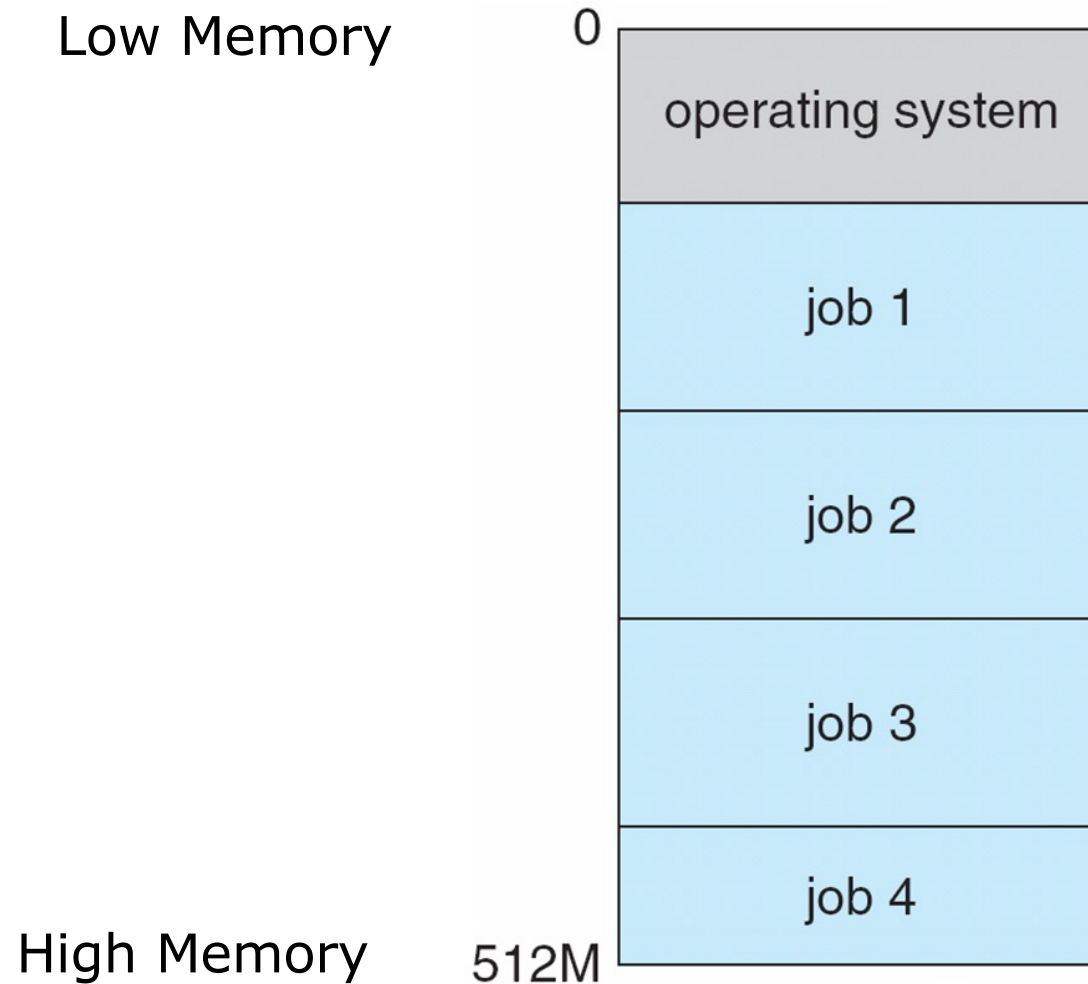 Low Memory
0
operating system
job 1
job 2
job 3
job 4
High Memory
512M